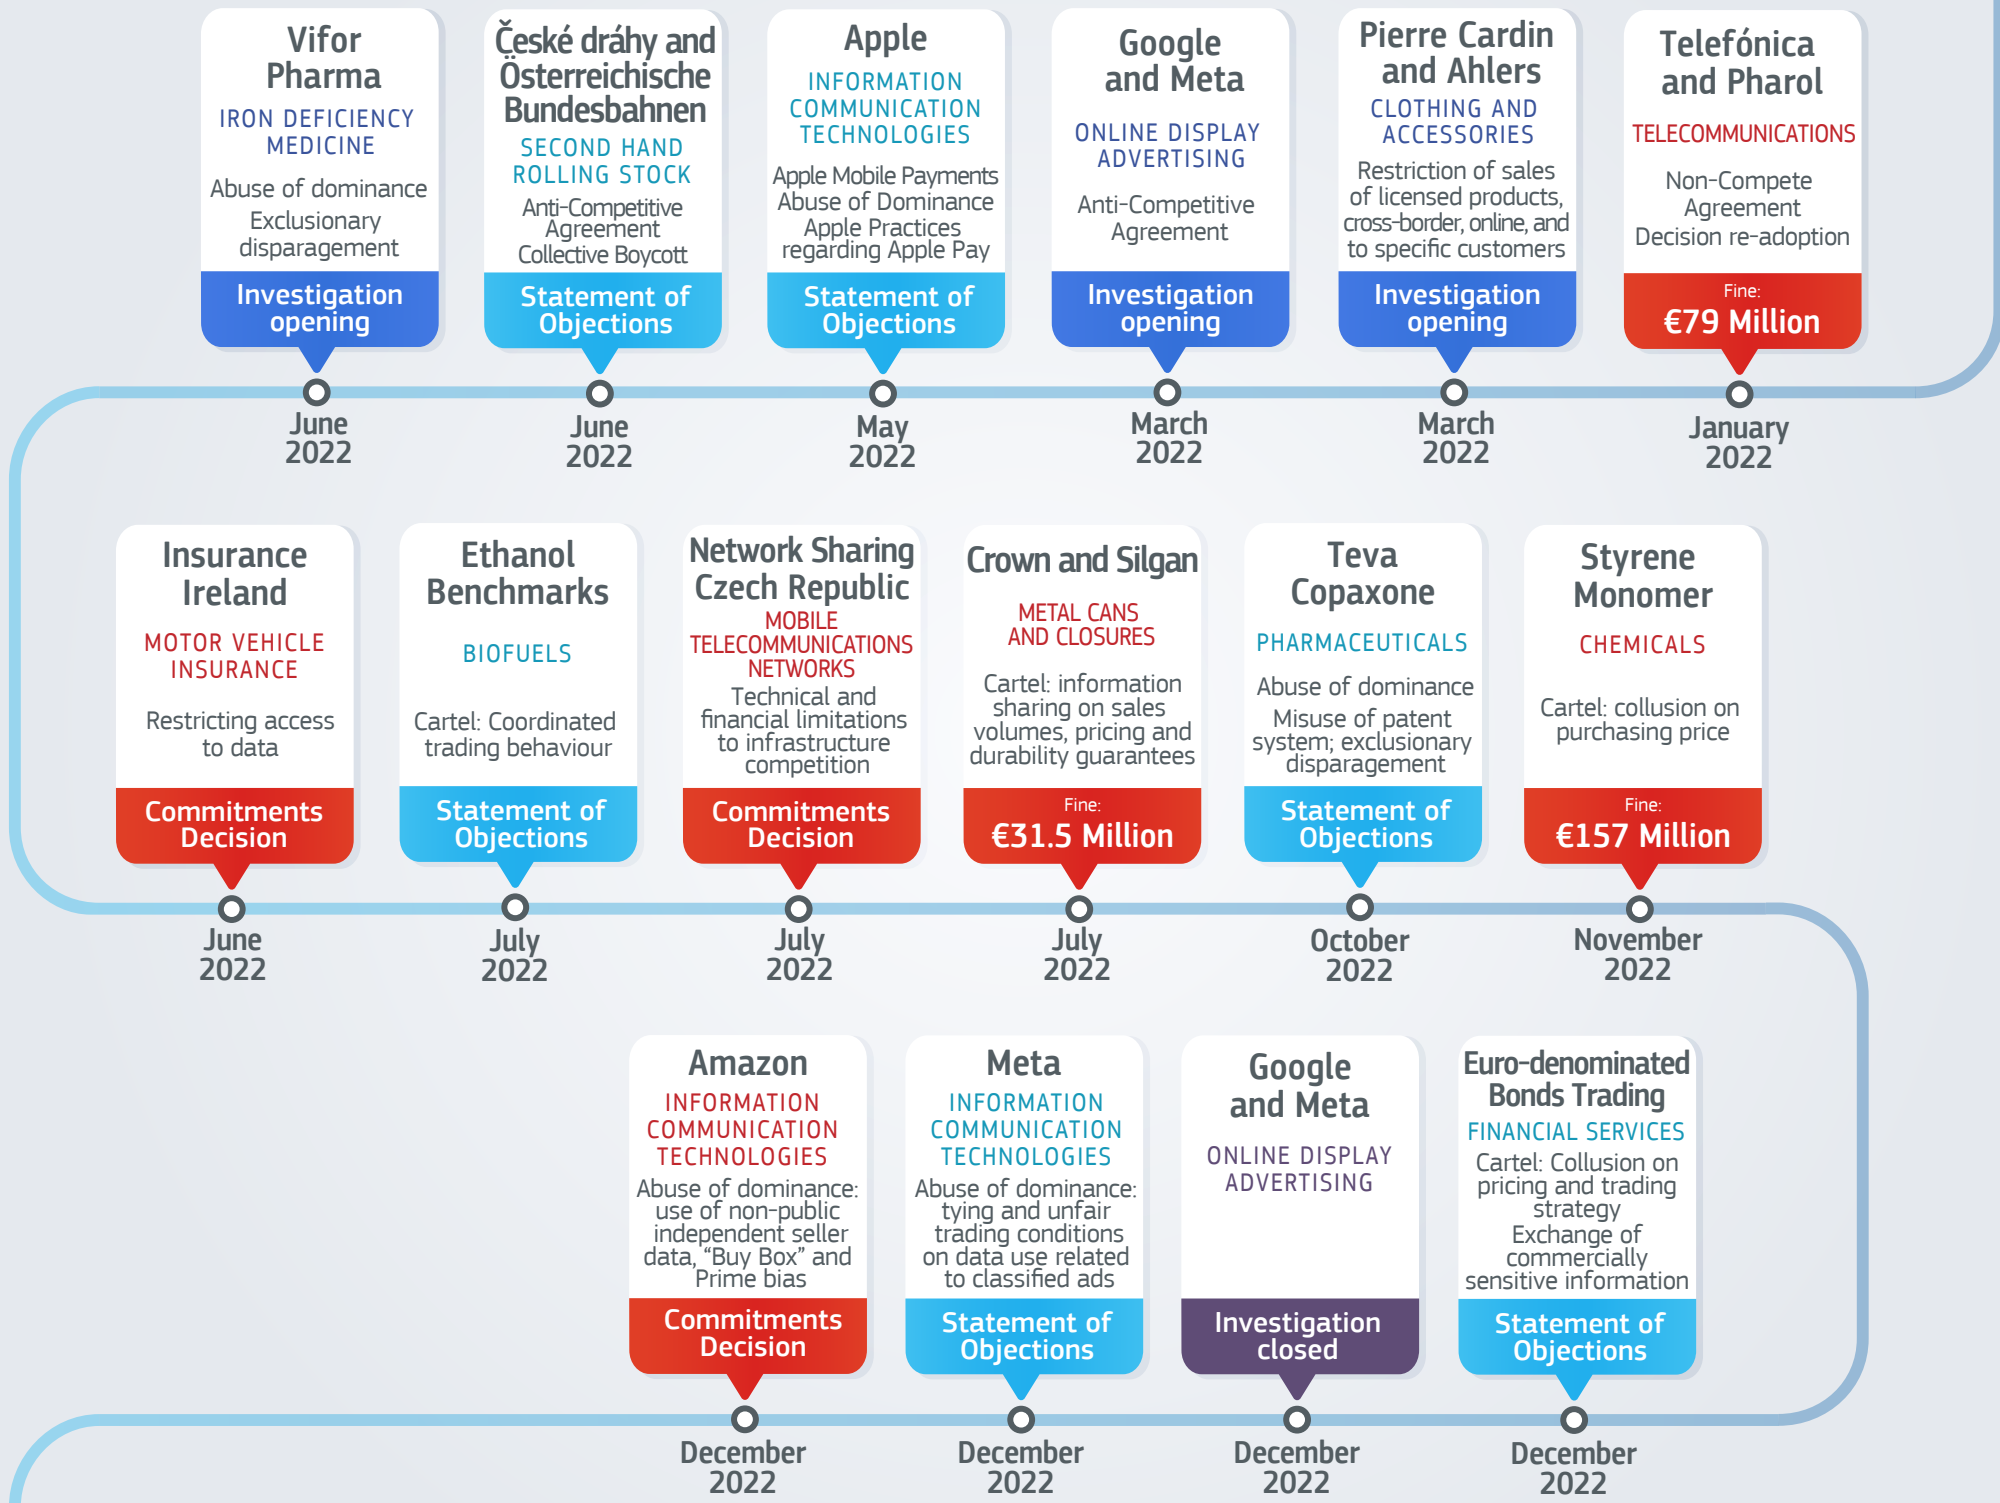 Vifor
Pharma
IRON DEFICIENCY
MEDICINE
Abuse of dominance
Exclusionary
disparagement
Investigation
opening
June
2022
České dráhy and
Österreichische
Bundesbahnen
SECOND HAND
ROLLING STOCK
Anti-Competitive
Agreement
Collective Boycott
Statement of
Objections
June
2022
Apple
INFORMATION
COMMUNICATION
TECHNOLOGIES
Apple Mobile Payments
Abuse of Dominance
Apple Practices
regarding Apple Pay
Statement of
Objections
May
2022
Google
and Meta
ONLINE DISPLAY
ADVERTISING
Anti-Competitive
Agreement
Investigation
opening
March
2022
Pierre Cardin
and Ahlers
CLOTHING AND
ACCESSORIES
Restriction of sales
of licensed products,
cross-border, online, and
to specific customers
Investigation
opening
March
2022
Telefónica
and Pharol
TELECOMMUNICATIONS
Non-Compete
Agreement
Decision re-adoption
Fine:
€79 Million
January
2022
Insurance
Ireland
MOTOR VEHICLE
INSURANCE
Restricting access
to data
Commitments
Decision
June
2022
Ethanol
Benchmarks
BIOFUELS
Cartel: Coordinated
trading behaviour
Statement of
Objections
July
2022
Network Sharing
Czech Republic
MOBILE
TELECOMMUNICATIONS
NETWORKS
Technical and
financial limitations
to infrastructure
competition
Commitments
Decision
July
2022
Crown and Silgan
METAL CANS
AND CLOSURES
Cartel: information
sharing on sales
volumes, pricing and
durability guarantees
Fine:
€31.5 Million
July
2022
Teva
Copaxone
PHARMACEUTICALS
Abuse of dominance
Misuse of patent
system; exclusionary
disparagement
Statement of
Objections
October
2022
Styrene
Monomer
CHEMICALS
Cartel: collusion on
purchasing price
Fine:
€157 Million
November
2022
Amazon
INFORMATION
COMMUNICATION
TECHNOLOGIES
Abuse of dominance:
use of non-public
independent seller
data, “Buy Box” and
Prime bias
Commitments
Decision
December
2022
Meta
INFORMATION
COMMUNICATION
TECHNOLOGIES
Abuse of dominance:
tying and unfair
trading conditions
on data use related
to classified ads
Statement of
Objections
December
2022
Google
and Meta
ONLINE DISPLAY
ADVERTISING
Investigation
closed
December
2022
Euro-denominated
Bonds Trading
FINANCIAL SERVICES
Cartel: Collusion on
pricing and trading
strategy
Exchange of
commercially
sensitive information
Statement of
Objections
December
2022